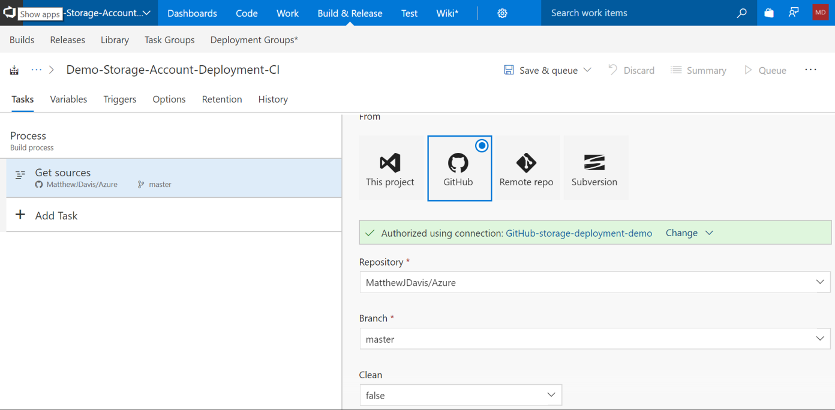 Show apps -Storage-Account... Dashboards Code Work Build & Release Test Wiki* Search work items MD
Builds Releases Library Task Groups Deployment Groups*
··· > Demo-Storage-Account-Deployment-CI Save & queue Discard Summary Queue ···
Tasks Variables Triggers Options Retention History
Process
Build process
Get sources
MatthewJDavis/Azure master
+ Add Task
From
This project GitHub Remote repo Subversion
Authorized using connection: GitHub-storage-deployment-demo Change
Repository *
MatthewJDavis/Azure
Branch *
master
Clean
false